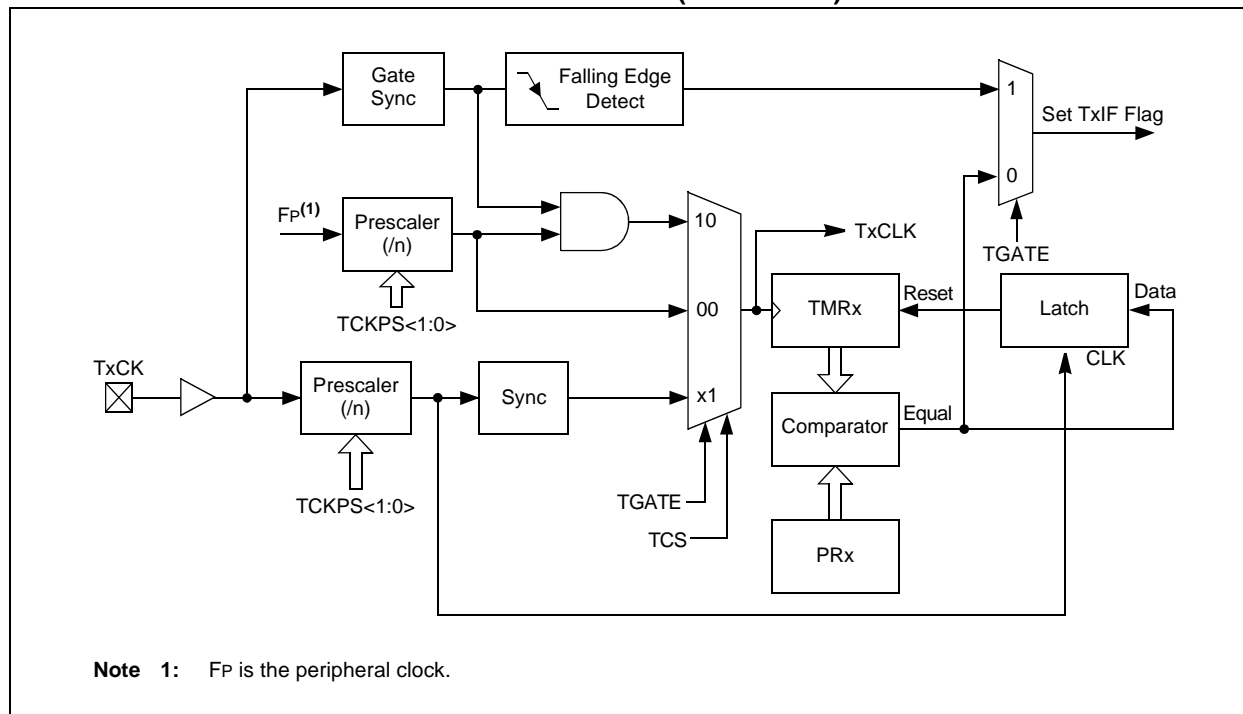 Gate
Sync
Falling Edge
Detect
1
Set TxIF Flag
0
FP(1)
Prescaler
(/n)
10
TxCLK
TGATE
TCKPS<1:0>
00
TMRx
Reset
Latch
Data
CLK
TxCK
Prescaler
(/n)
Sync
x1
Comparator
Equal
TCKPS<1:0>
TGATE
TCS
PRx
Note 1: FP is the peripheral clock.